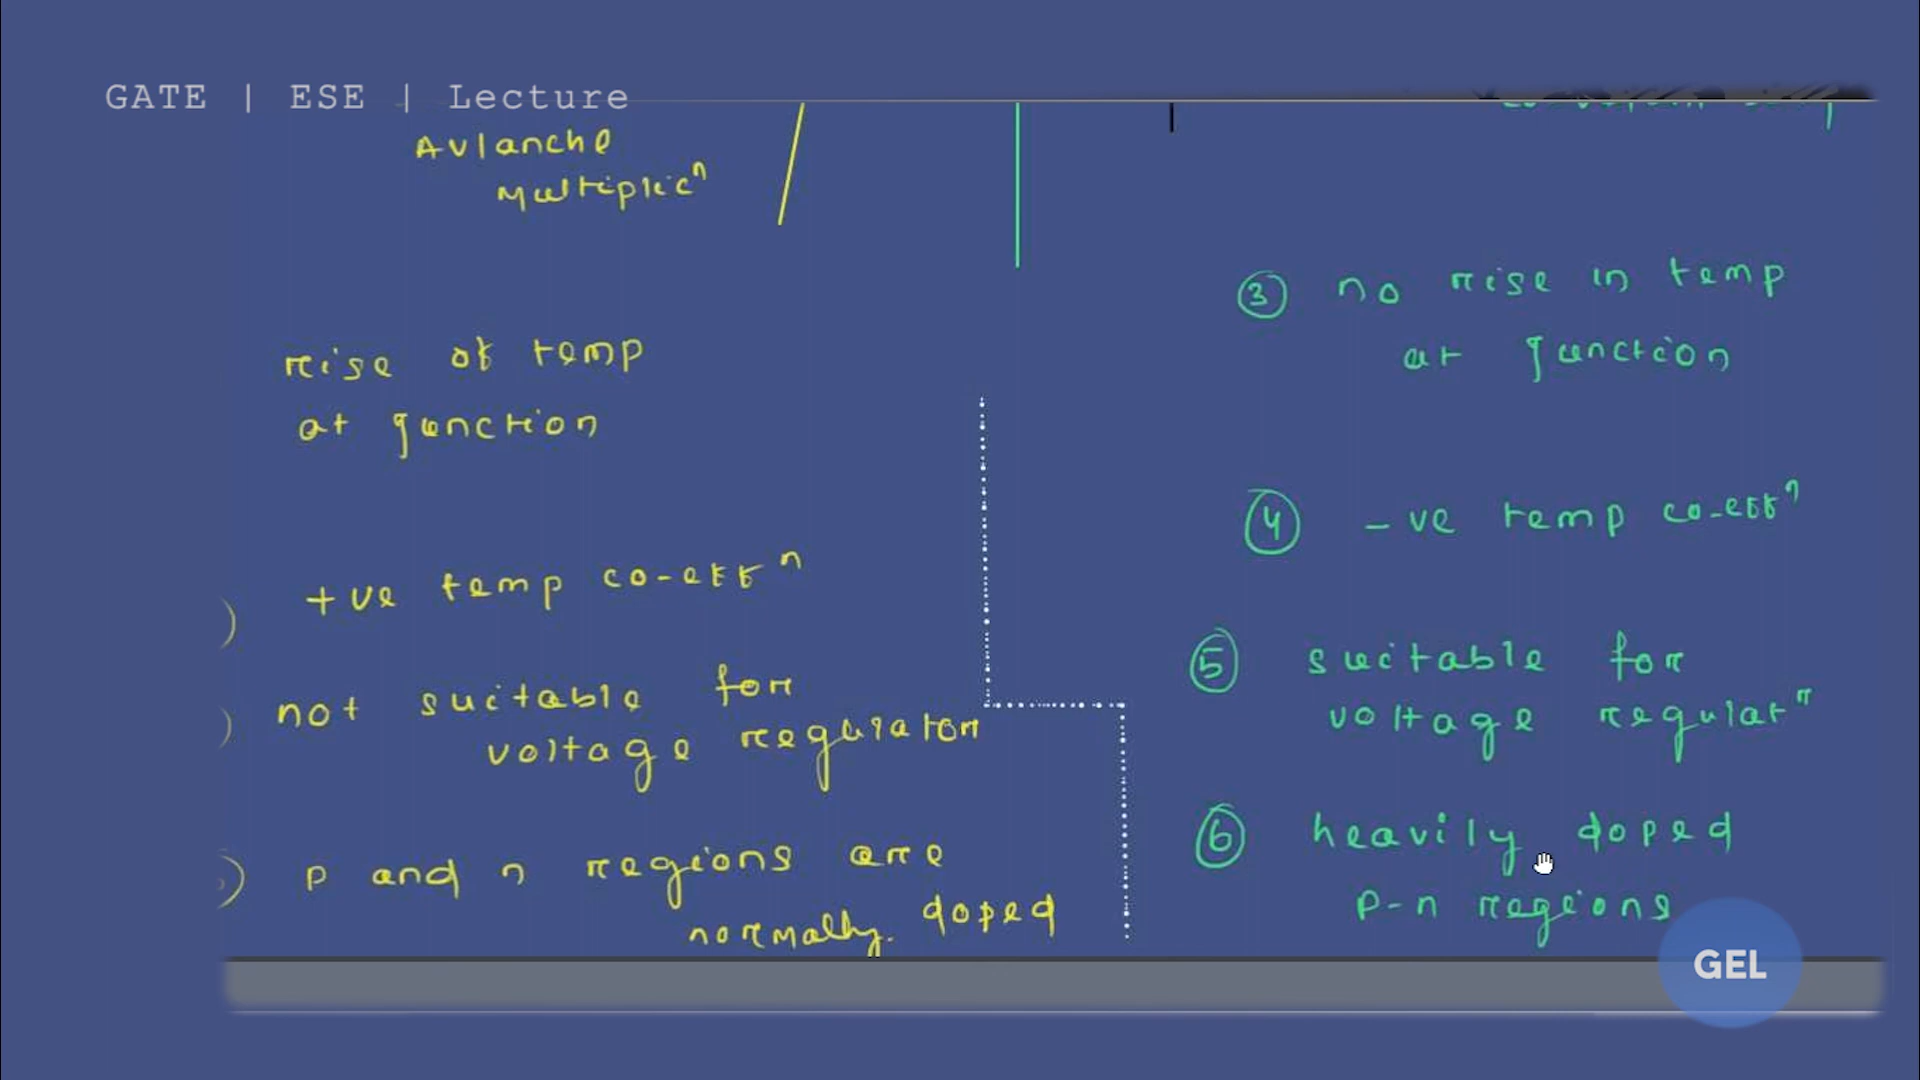 GATE | ESE | Lecture
Avlanche
Multiplicⁿ
rise of temp
at junction
) +ve temp co-effⁿ
) not suitable for
voltage regulator
) P and n regions are
normally doped
③ no rise in temp
at junction
④ -ve temp co-effⁿ
⑤ suitable for
voltage regulatʳ
⑥ heavily doped
p-n regions
GEL